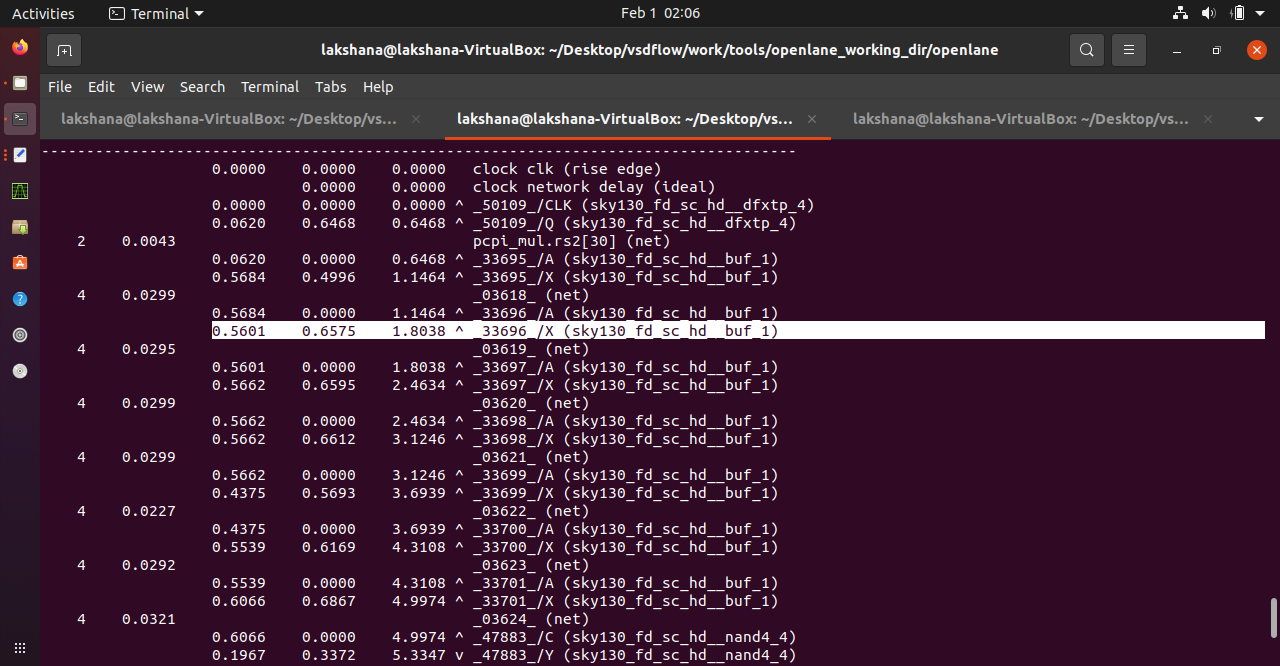 Activities Terminal Feb 1 02:06
lakshana@lakshana-VirtualBox: ~/Desktop/vsdflow/work/tools/openlane_working_dir/openlane
File Edit View Search Terminal Tabs Help
lakshana@lakshana-VirtualBox: ~/Desktop/vs... × lakshana@lakshana-VirtualBox: ~/Desktop/vs... × lakshana@lakshana-VirtualBox: ~/Desktop/vs... ×
------------------------------------------------------------------------------------
0.0000 0.0000 0.0000 clock clk (rise edge)
0.0000 0.0000 clock network delay (ideal)
0.0000 0.0000 0.0000 ^ _50109_/CLK (sky130_fd_sc_hd__dfxtp_4)
0.0620 0.6468 0.6468 ^ _50109_/Q (sky130_fd_sc_hd__dfxtp_4)
2 0.0043 pcpi_mul.rs2[30] (net)
0.0620 0.0000 0.6468 ^ _33695_/A (sky130_fd_sc_hd__buf_1)
0.5684 0.4996 1.1464 ^ _33695_/X (sky130_fd_sc_hd__buf_1)
4 0.0299 _03618_ (net)
0.5684 0.0000 1.1464 ^ _33696_/A (sky130_fd_sc_hd__buf_1)
0.5601 0.6575 1.8038 ^ _33696_/X (sky130_fd_sc_hd__buf_1)
4 0.0295 _03619_ (net)
0.5601 0.0000 1.8038 ^ _33697_/A (sky130_fd_sc_hd__buf_1)
0.5662 0.6595 2.4634 ^ _33697_/X (sky130_fd_sc_hd__buf_1)
4 0.0299 _03620_ (net)
0.5662 0.0000 2.4634 ^ _33698_/A (sky130_fd_sc_hd__buf_1)
0.5662 0.6612 3.1246 ^ _33698_/X (sky130_fd_sc_hd__buf_1)
4 0.0299 _03621_ (net)
0.5662 0.0000 3.1246 ^ _33699_/A (sky130_fd_sc_hd__buf_1)
0.4375 0.5693 3.6939 ^ _33699_/X (sky130_fd_sc_hd__buf_1)
4 0.0227 _03622_ (net)
0.4375 0.0000 3.6939 ^ _33700_/A (sky130_fd_sc_hd__buf_1)
0.5539 0.6169 4.3108 ^ _33700_/X (sky130_fd_sc_hd__buf_1)
4 0.0292 _03623_ (net)
0.5539 0.0000 4.3108 ^ _33701_/A (sky130_fd_sc_hd__buf_1)
0.6066 0.6867 4.9974 ^ _33701_/X (sky130_fd_sc_hd__buf_1)
4 0.0321 _03624_ (net)
0.6066 0.0000 4.9974 ^ _47883_/C (sky130_fd_sc_hd__nand4_4)
0.1967 0.3372 5.3347 v _47883_/Y (sky130_fd_sc_hd__nand4_4)